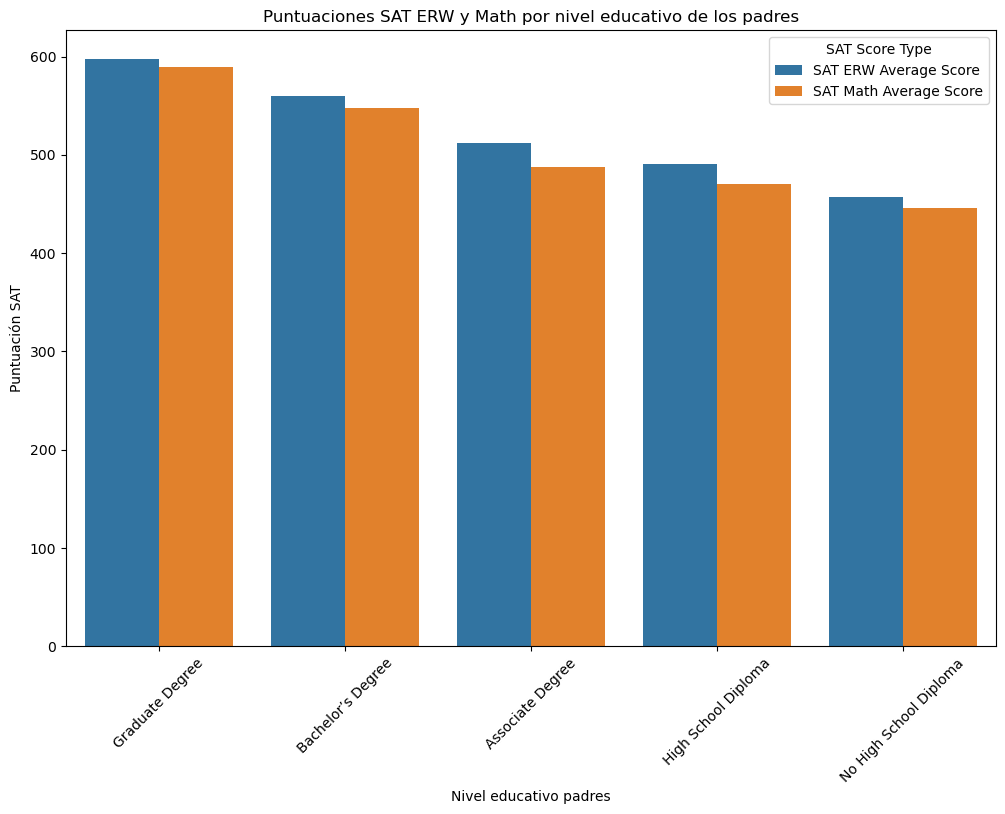 Puntuaciones SAT ERW y Math por nivel educativo de los padres
SAT Score Type
SAT ERW Average Score
SAT Math Average Score
Puntuación SAT
600
500
400
300
200
100
0
Graduate Degree
Bachelor’s Degree
Associate Degree
High School Diploma
No High School Diploma
Nivel educativo padres